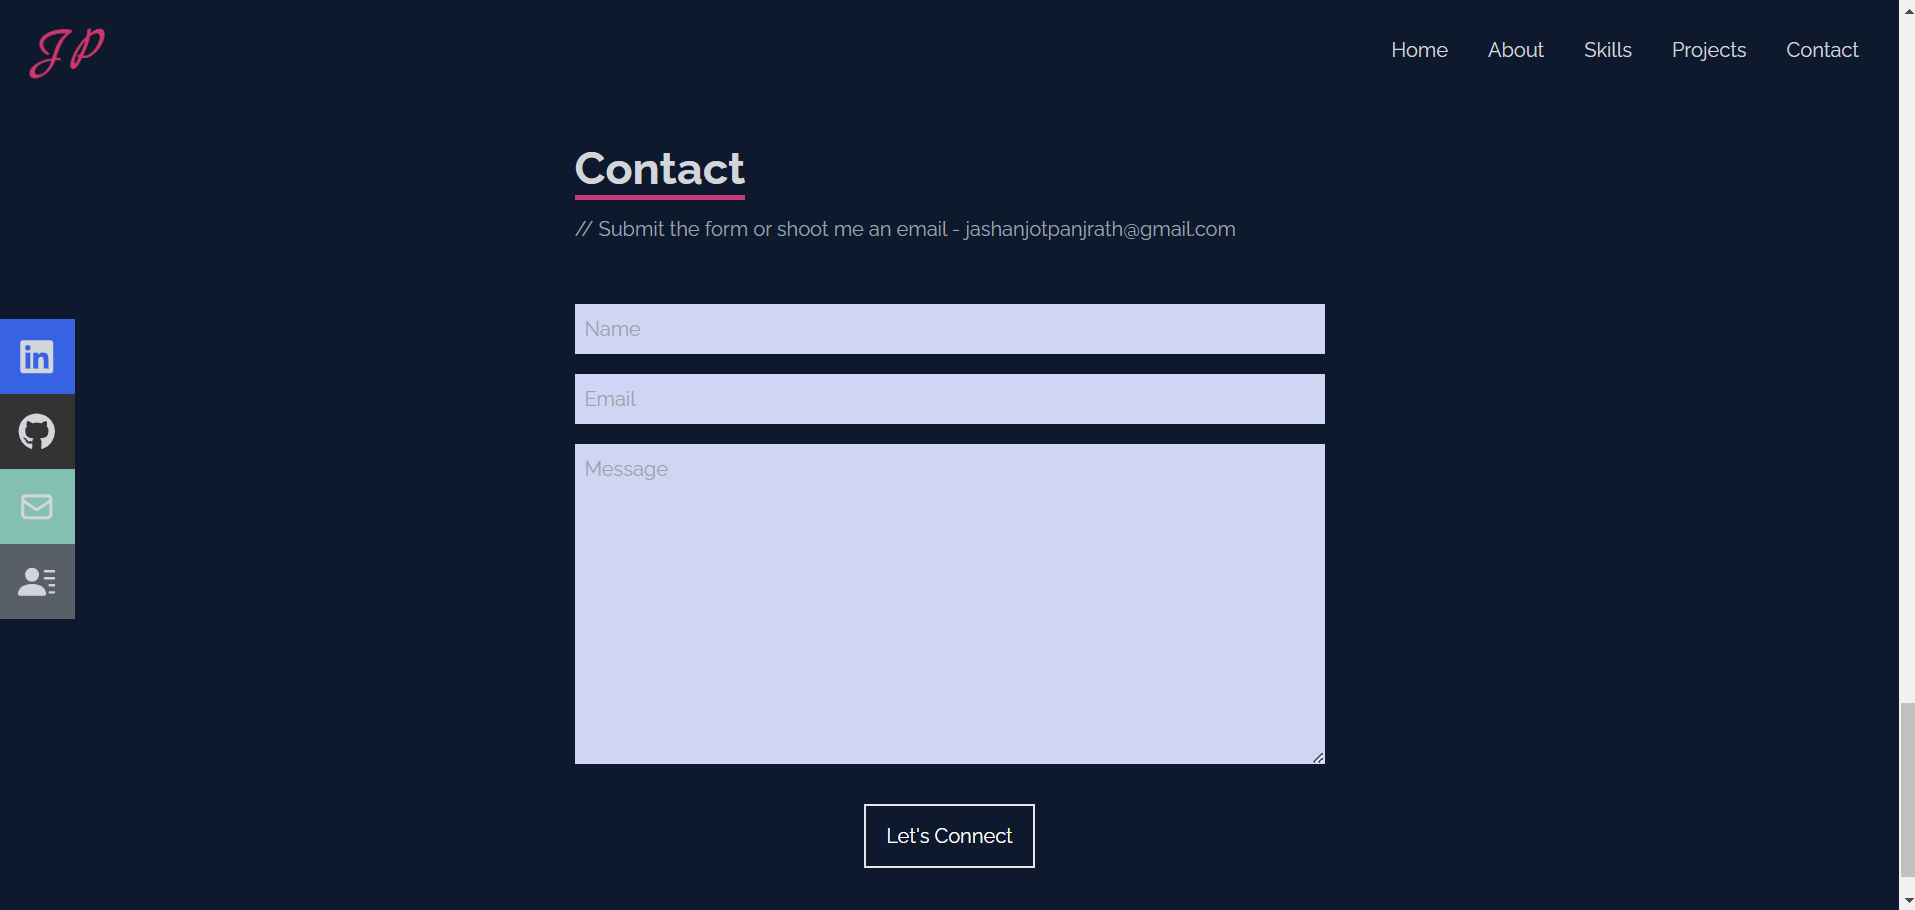 JP
Home About Skills Projects Contact
Contact
// Submit the form or shoot me an email - jashanjotpanjrath@gmail.com
Name
Email
Message
in
Let's Connect